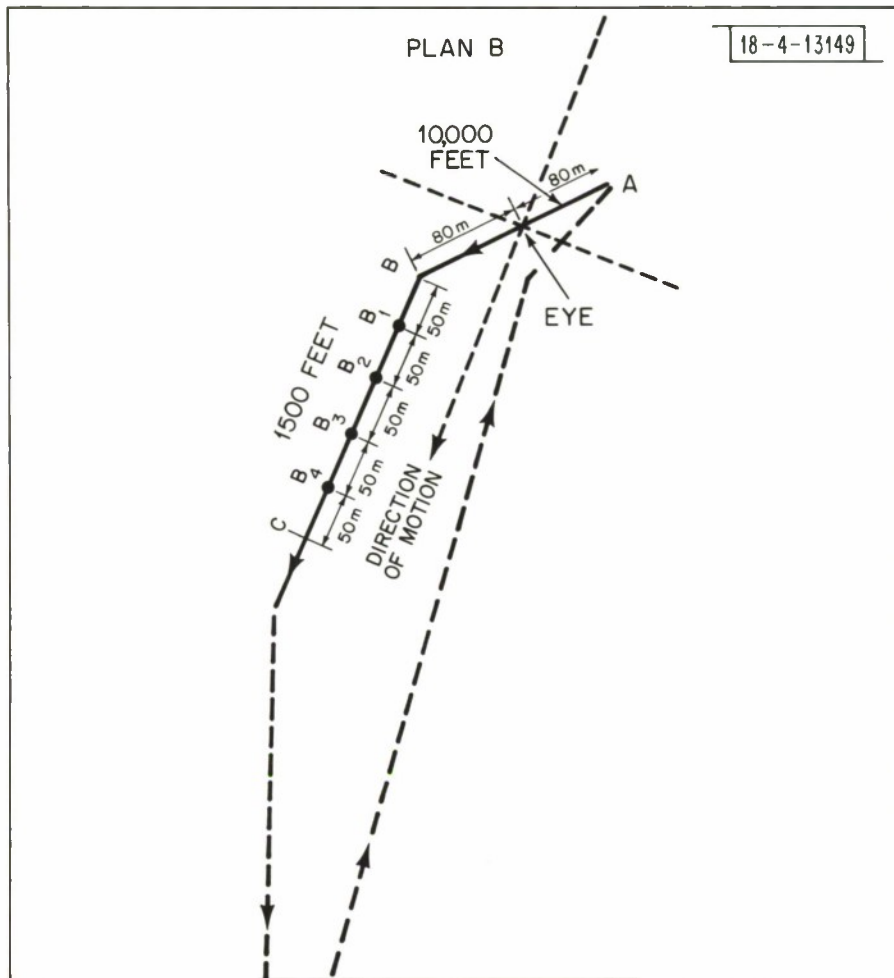 PLAN B
18-4-13149
10,000
FEET
80m
A
80m
B
EYE
B1
50m
B2
50m
1500 FEET
B3
50m
B4
50m
C
50m
DIRECTION
OF MOTION